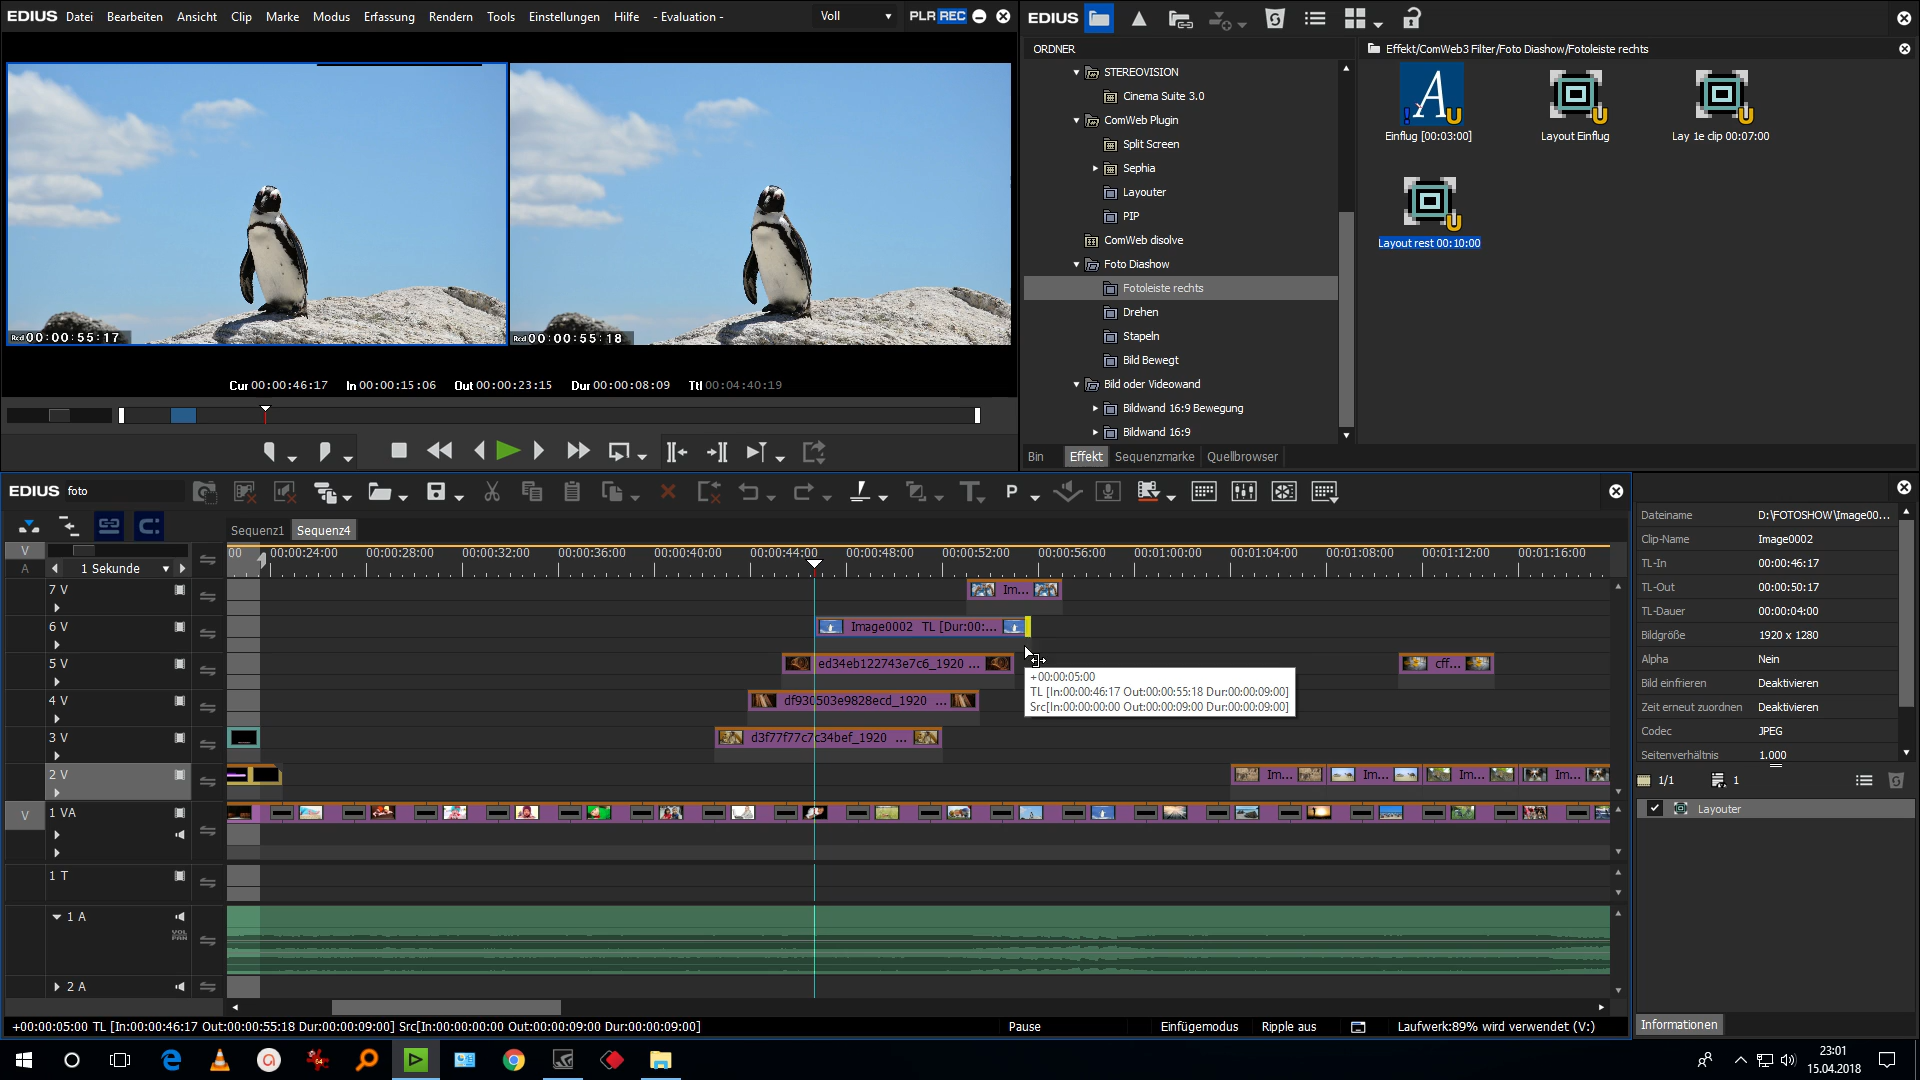 EDIUS Datei Bearbeiten Ansicht Clip Marke Modus Erfassung Rendern Tools Einstellungen Hilfe - Evaluation - Voll PLR REC
Rcd 00:00:55:17
Rcd 00:00:55:18
Cur 00:00:46:17 In 00:00:15:06 Out 00:00:23:15 Dur 00:00:08:09 Ttl 00:04:40:19
EDIUS
ORDNER
STEREOVISION
Cinema Suite 3.0
ComWeb Plugin
Split Screen
Sephia
Layouter
PIP
ComWeb disolve
Foto Diashow
Fotoleiste rechts
Drehen
Stapeln
Bild Bewegt
Bild oder Videowand
Bildwand 16:9 Bewegung
Bildwand 16:9
Effekt/ComWeb3 Filter/Foto Diashow/Fotoleiste rechts
Einflug [00:03:00] Layout Einflug Lay 1e clip 00:07:00
Layout rest 00:10:00
Bin Effekt Sequenzmarke Quellbrowser
EDIUS foto
Sequenz1 Sequenz4
V
A
1 Sekunde
00 00:00:24:00 00:00:28:00 00:00:32:00 00:00:36:00 00:00:40:00 00:00:44:00 00:00:48:00 00:00:52:00 00:00:56:00 00:01:00:00 00:01:04:00 00:01:08:00 00:01:12:00 00:01:16:00
7 V Im...
6 V Image0002 TL [Dur:00:...
5 V ed34eb122743e7c6_1920 ... cff...
4 V df930503e9828ecd_1920 ...
3 V d3f77f77c7c34bef_1920 ...
2 V Im... Im... Im... Im...
V 1 VA
1 T
1 A
VOL
PAN
2 A
+00:00:05:00
TL [In:00:00:46:17 Out:00:00:55:18 Dur:00:00:09:00]
Src[In:00:00:00:00 Out:00:00:09:00 Dur:00:00:09:00]
Dateiname D:\FOTOSHOW\Image00...
Clip-Name Image0002
TL-In 00:00:46:17
TL-Out 00:00:50:17
TL-Dauer 00:00:04:00
Bildgröße 1920 x 1280
Alpha Nein
Bild einfrieren Deaktivieren
Zeit erneut zuordnen Deaktivieren
Codec JPEG
Seitenverhältnis 1.000
1/1 1
Layouter
Informationen
+00:00:05:00 TL [In:00:00:46:17 Out:00:00:55:18 Dur:00:00:09:00] Src[In:00:00:00:00 Out:00:00:09:00 Dur:00:00:09:00] Pause Einfügemodus Ripple aus Laufwerk:89% wird verwendet (V:)
23:01
15.04.2018